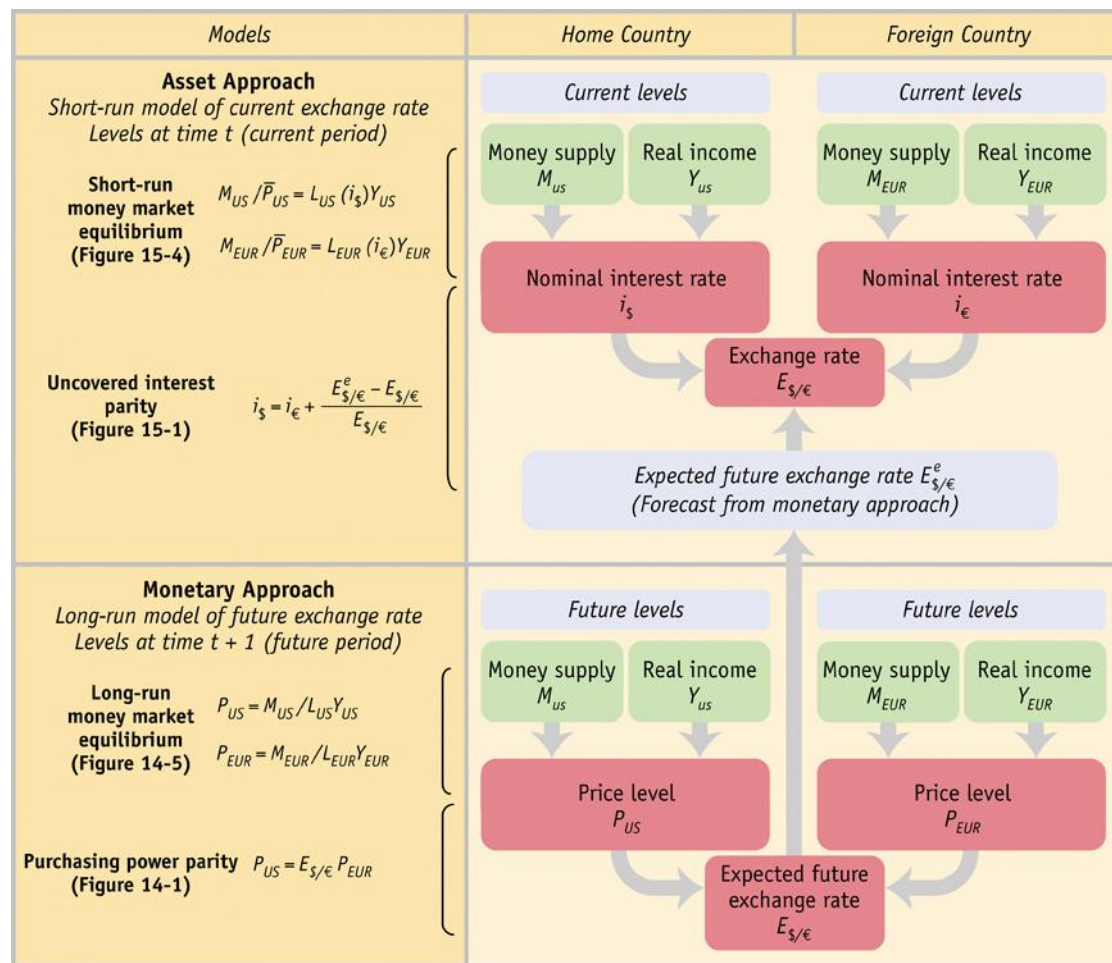 Models
Home Country
Foreign Country
Asset Approach
Short-run model of current exchange rate
Levels at time t (current period)
Short-run
money market
equilibrium
(Figure 15-4)
M_US / P̅_US = L_US (i_$) Y_US
M_EUR / P̅_EUR = L_EUR (i_€) Y_EUR
Uncovered interest
parity
(Figure 15-1)
i_$ = i_€ + (E^e_$/€ − E_$/€) / E_$/€
Current levels
Money supply
M_us
Real income
Y_us
Nominal interest rate
i_$
Current levels
Money supply
M_EUR
Real income
Y_EUR
Nominal interest rate
i_€
Exchange rate
E_$/€
Expected future exchange rate E^e_$/€
(Forecast from monetary approach)
Monetary Approach
Long-run model of future exchange rate
Levels at time t + 1 (future period)
Long-run
money market
equilibrium
(Figure 14-5)
P_US = M_US / L_US Y_US
P_EUR = M_EUR / L_EUR Y_EUR
Purchasing power parity
(Figure 14-1)
P_US = E_$/€ P_EUR
Future levels
Money supply
M_us
Real income
Y_us
Price level
P_US
Future levels
Money supply
M_EUR
Real income
Y_EUR
Price level
P_EUR
Expected future
exchange rate
E_$/€